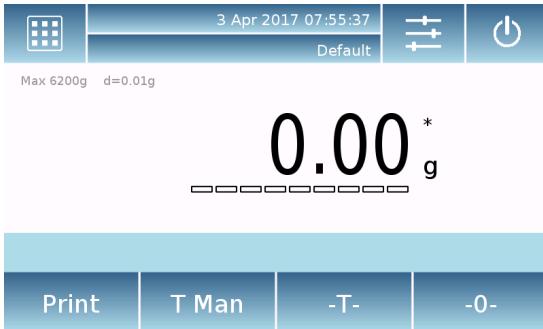 3 Apr 2017 07:55:37
Default
Max 6200g d=0.01g
0.00 *
g
Print T Man -T- -0-